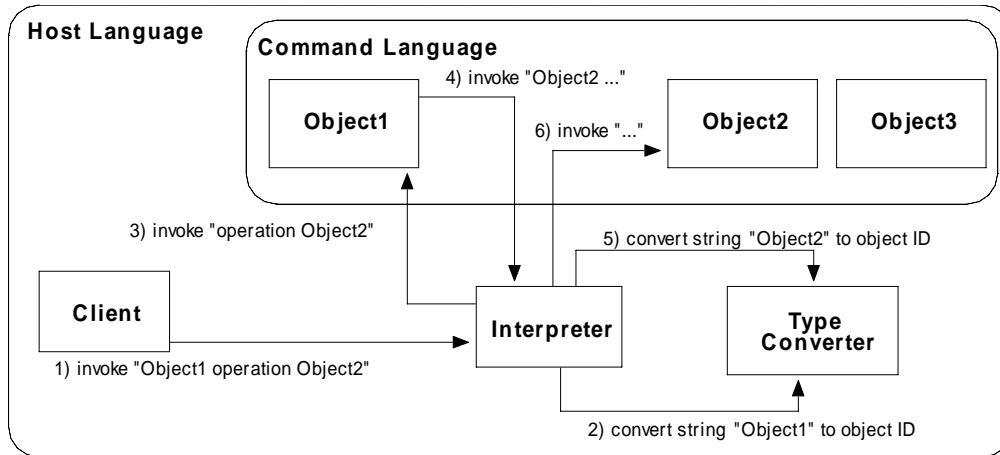 Host Language
Command Language
4) invoke "Object2 ..."
Object1
6) invoke "..."
Object2
Object3
3) invoke "operation Object2"
5) convert string "Object2" to object ID
Client
Interpreter
Type
Converter
1) invoke "Object1 operation Object2"
2) convert string "Object1" to object ID